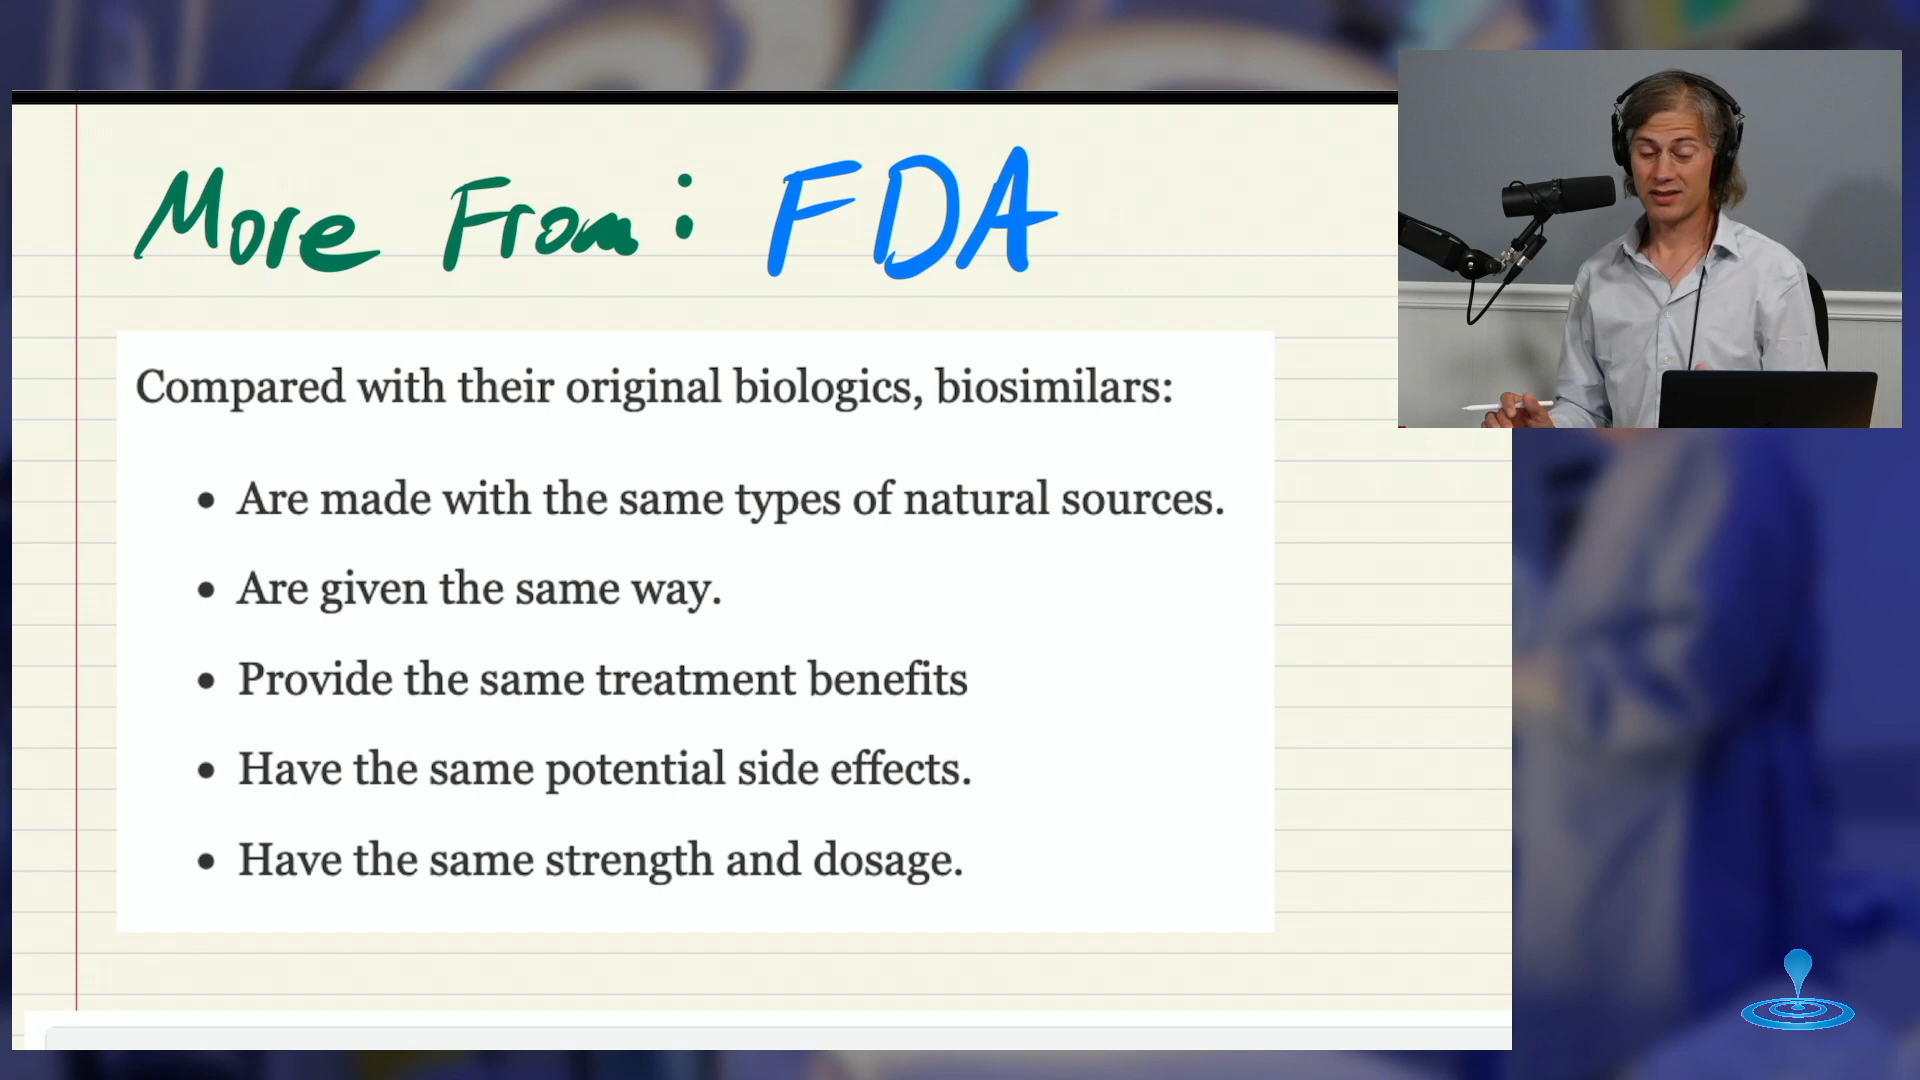 More From: FDA
Compared with their original biologics, biosimilars:
• Are made with the same types of natural sources.
• Are given the same way.
• Provide the same treatment benefits
• Have the same potential side effects.
• Have the same strength and dosage.